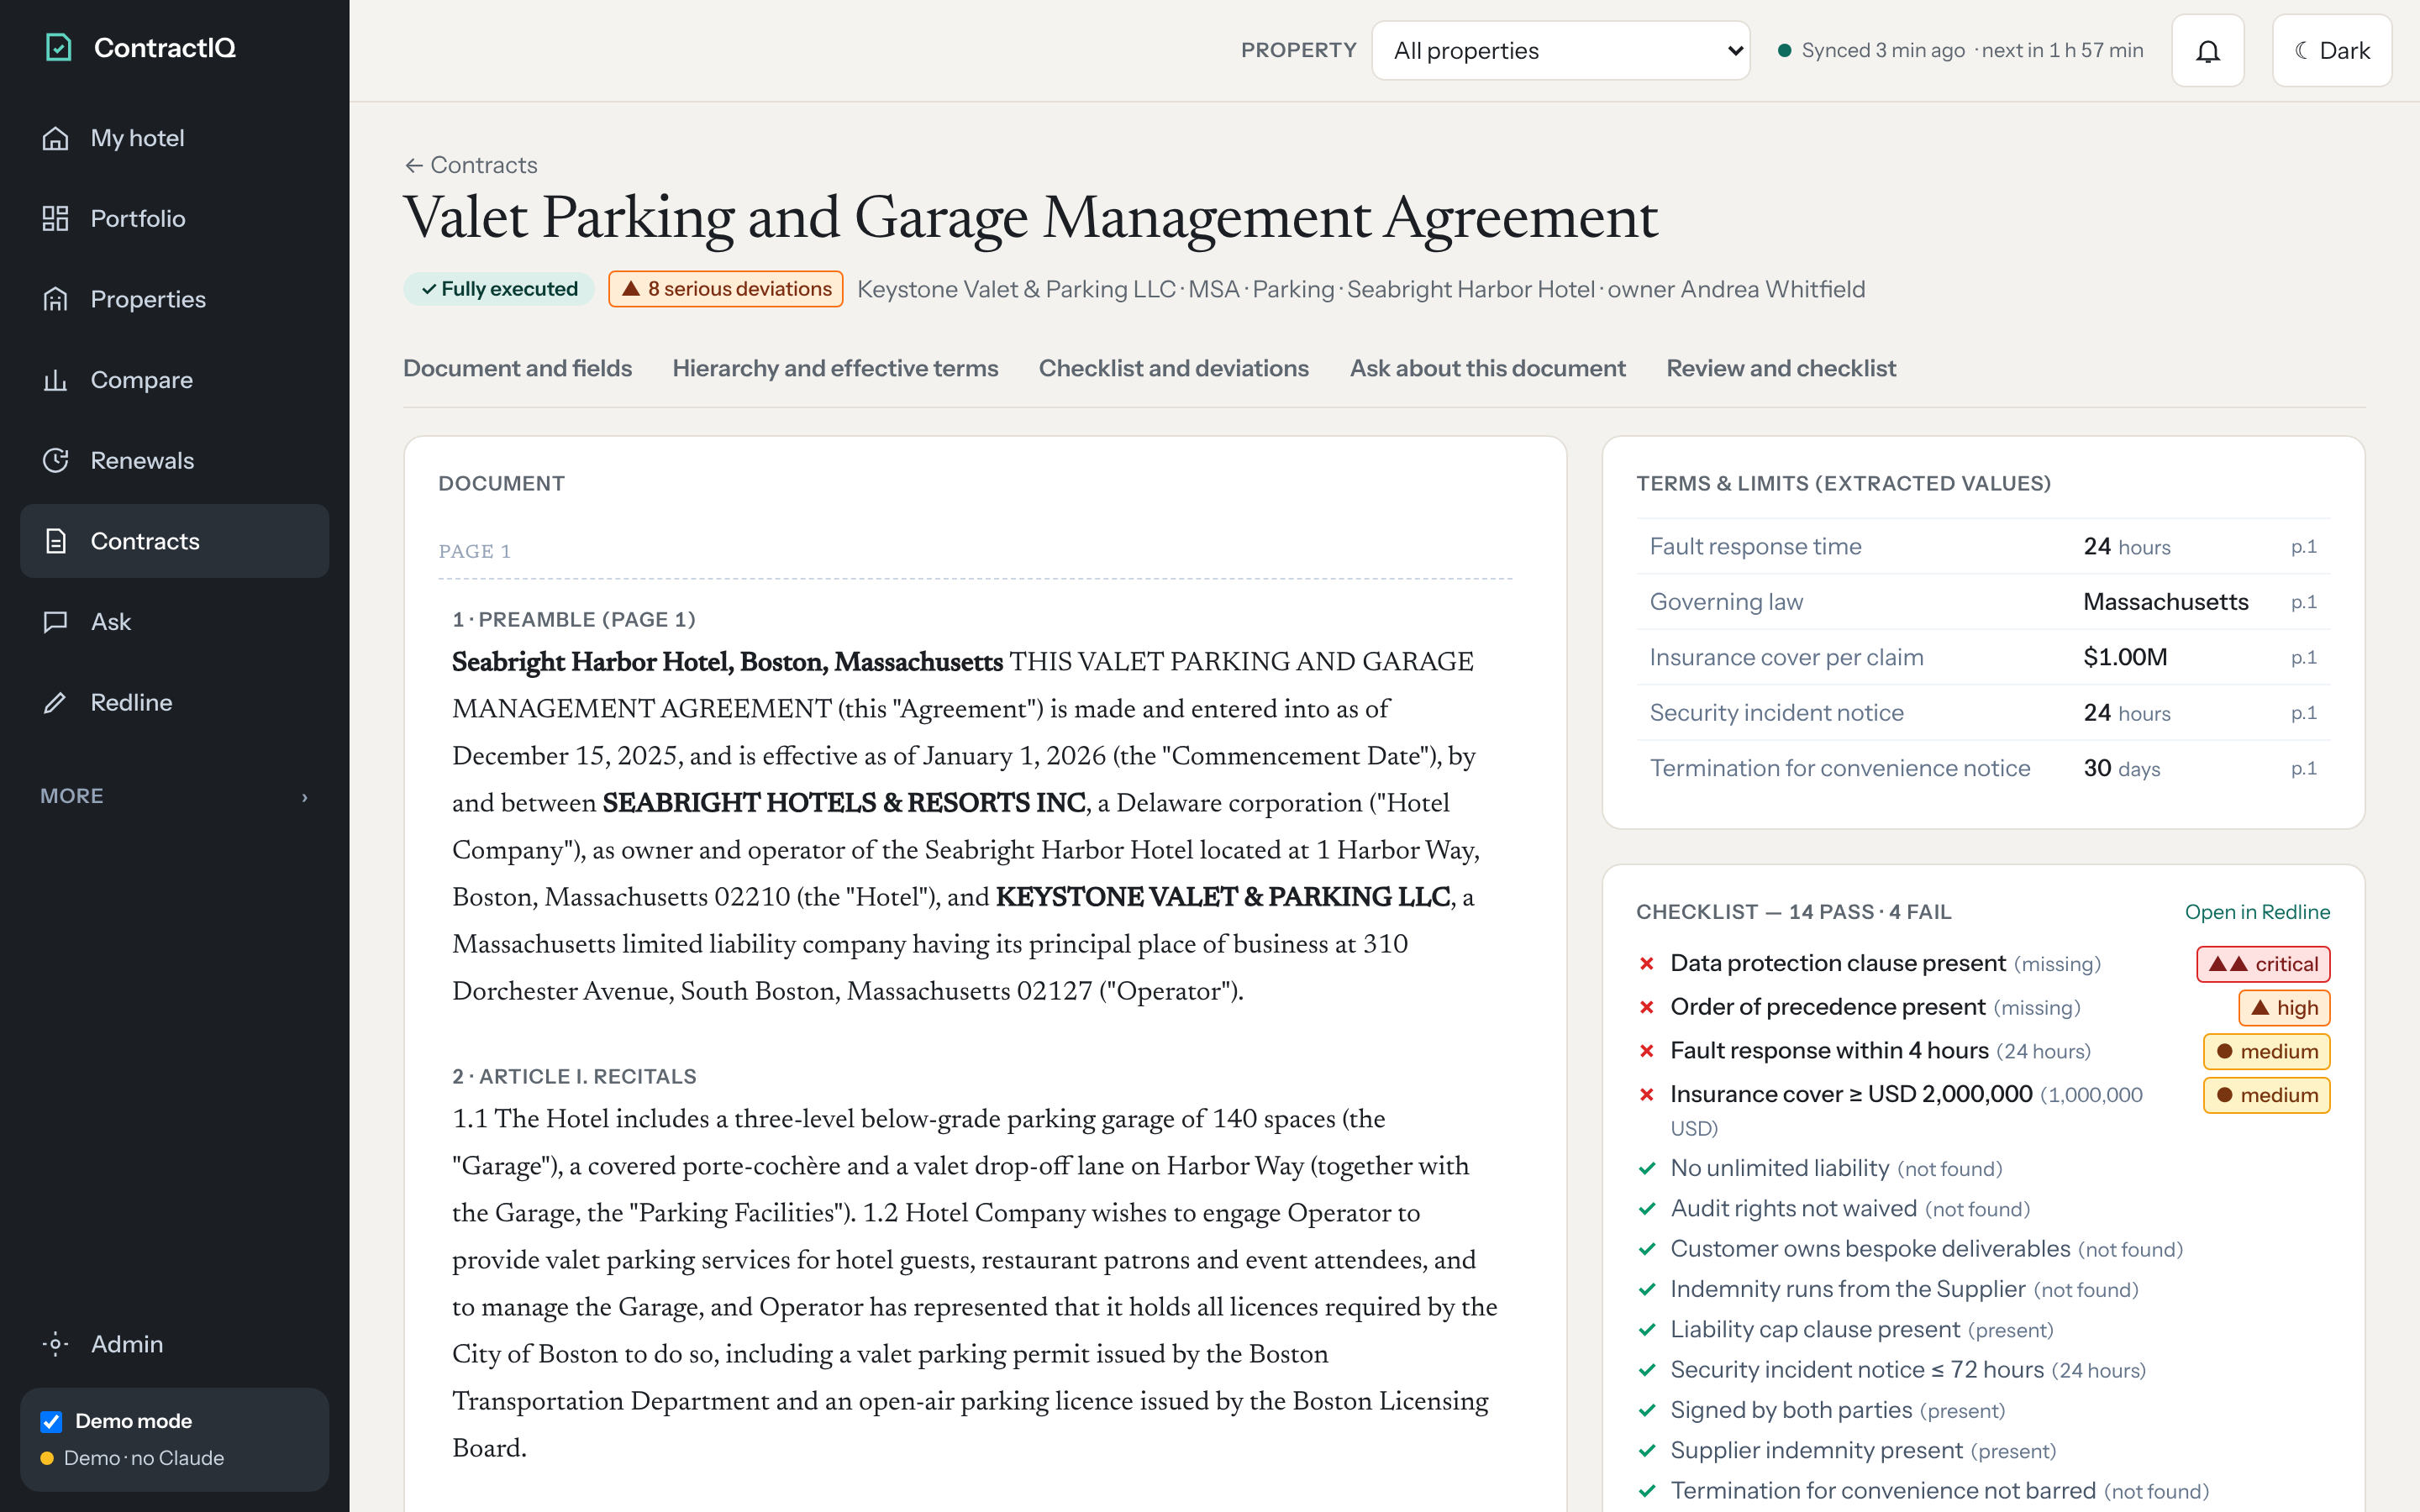 ContractIQ
My hotel
Portfolio
Properties
Compare
Renewals
Contracts
Ask
Redline
MORE ›
Admin
Demo mode
Demo · no Claude
PROPERTY All properties Synced 3 min ago · next in 1 h 57 min ☾ Dark
← Contracts
Valet Parking and Garage Management Agreement
✓ Fully executed ▲ 8 serious deviations Keystone Valet & Parking LLC · MSA · Parking · Seabright Harbor Hotel · owner Andrea Whitfield
Document and fields Hierarchy and effective terms Checklist and deviations Ask about this document Review and checklist
DOCUMENT
PAGE 1
1 · PREAMBLE (PAGE 1)
Seabright Harbor Hotel, Boston, Massachusetts THIS VALET PARKING AND GARAGE
MANAGEMENT AGREEMENT (this "Agreement") is made and entered into as of
December 15, 2025, and is effective as of January 1, 2026 (the "Commencement Date"), by
and between SEABRIGHT HOTELS & RESORTS INC, a Delaware corporation ("Hotel
Company"), as owner and operator of the Seabright Harbor Hotel located at 1 Harbor Way,
Boston, Massachusetts 02210 (the "Hotel"), and KEYSTONE VALET & PARKING LLC, a
Massachusetts limited liability company having its principal place of business at 310
Dorchester Avenue, South Boston, Massachusetts 02127 ("Operator").
2 · ARTICLE I. RECITALS
1.1 The Hotel includes a three-level below-grade parking garage of 140 spaces (the
"Garage"), a covered porte-cochère and a valet drop-off lane on Harbor Way (together with
the Garage, the "Parking Facilities"). 1.2 Hotel Company wishes to engage Operator to
provide valet parking services for hotel guests, restaurant patrons and event attendees, and
to manage the Garage, and Operator has represented that it holds all licences required by the
City of Boston to do so, including a valet parking permit issued by the Boston
Transportation Department and an open-air parking licence issued by the Boston Licensing
Board.
TERMS & LIMITS (EXTRACTED VALUES)
Fault response time 24 hours p.1
Governing law Massachusetts p.1
Insurance cover per claim $1.00M p.1
Security incident notice 24 hours p.1
Termination for convenience notice 30 days p.1
CHECKLIST — 14 PASS · 4 FAIL Open in Redline
✕ Data protection clause present (missing) ▲▲ critical
✕ Order of precedence present (missing) ▲ high
✕ Fault response within 4 hours (24 hours) ● medium
✕ Insurance cover ≥ USD 2,000,000 (1,000,000 ● medium
USD)
✓ No unlimited liability (not found)
✓ Audit rights not waived (not found)
✓ Customer owns bespoke deliverables (not found)
✓ Indemnity runs from the Supplier (not found)
✓ Liability cap clause present (present)
✓ Security incident notice ≤ 72 hours (24 hours)
✓ Signed by both parties (present)
✓ Supplier indemnity present (present)
✓ Termination for convenience not barred (not found)